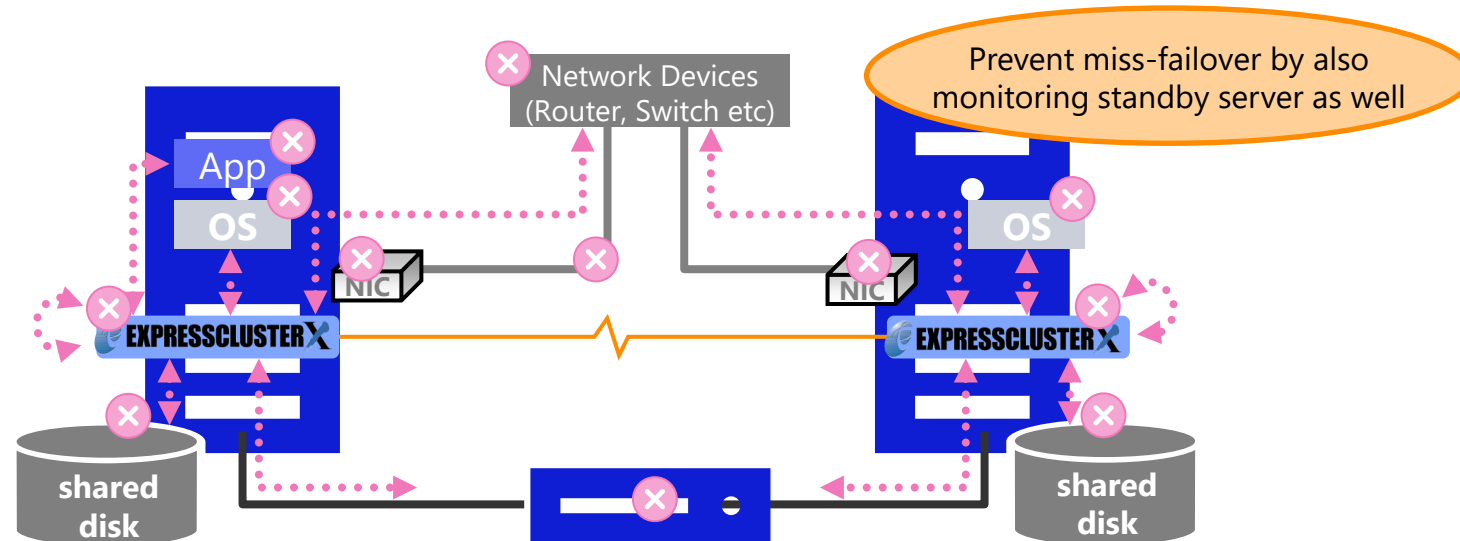 Prevent miss-failover by also
monitoring standby server as well
Network Devices
(Router, Switch etc)
App
OS
OS
NIC
NIC
EXPRESSCLUSTER X
EXPRESSCLUSTER X
shared
disk
shared
disk